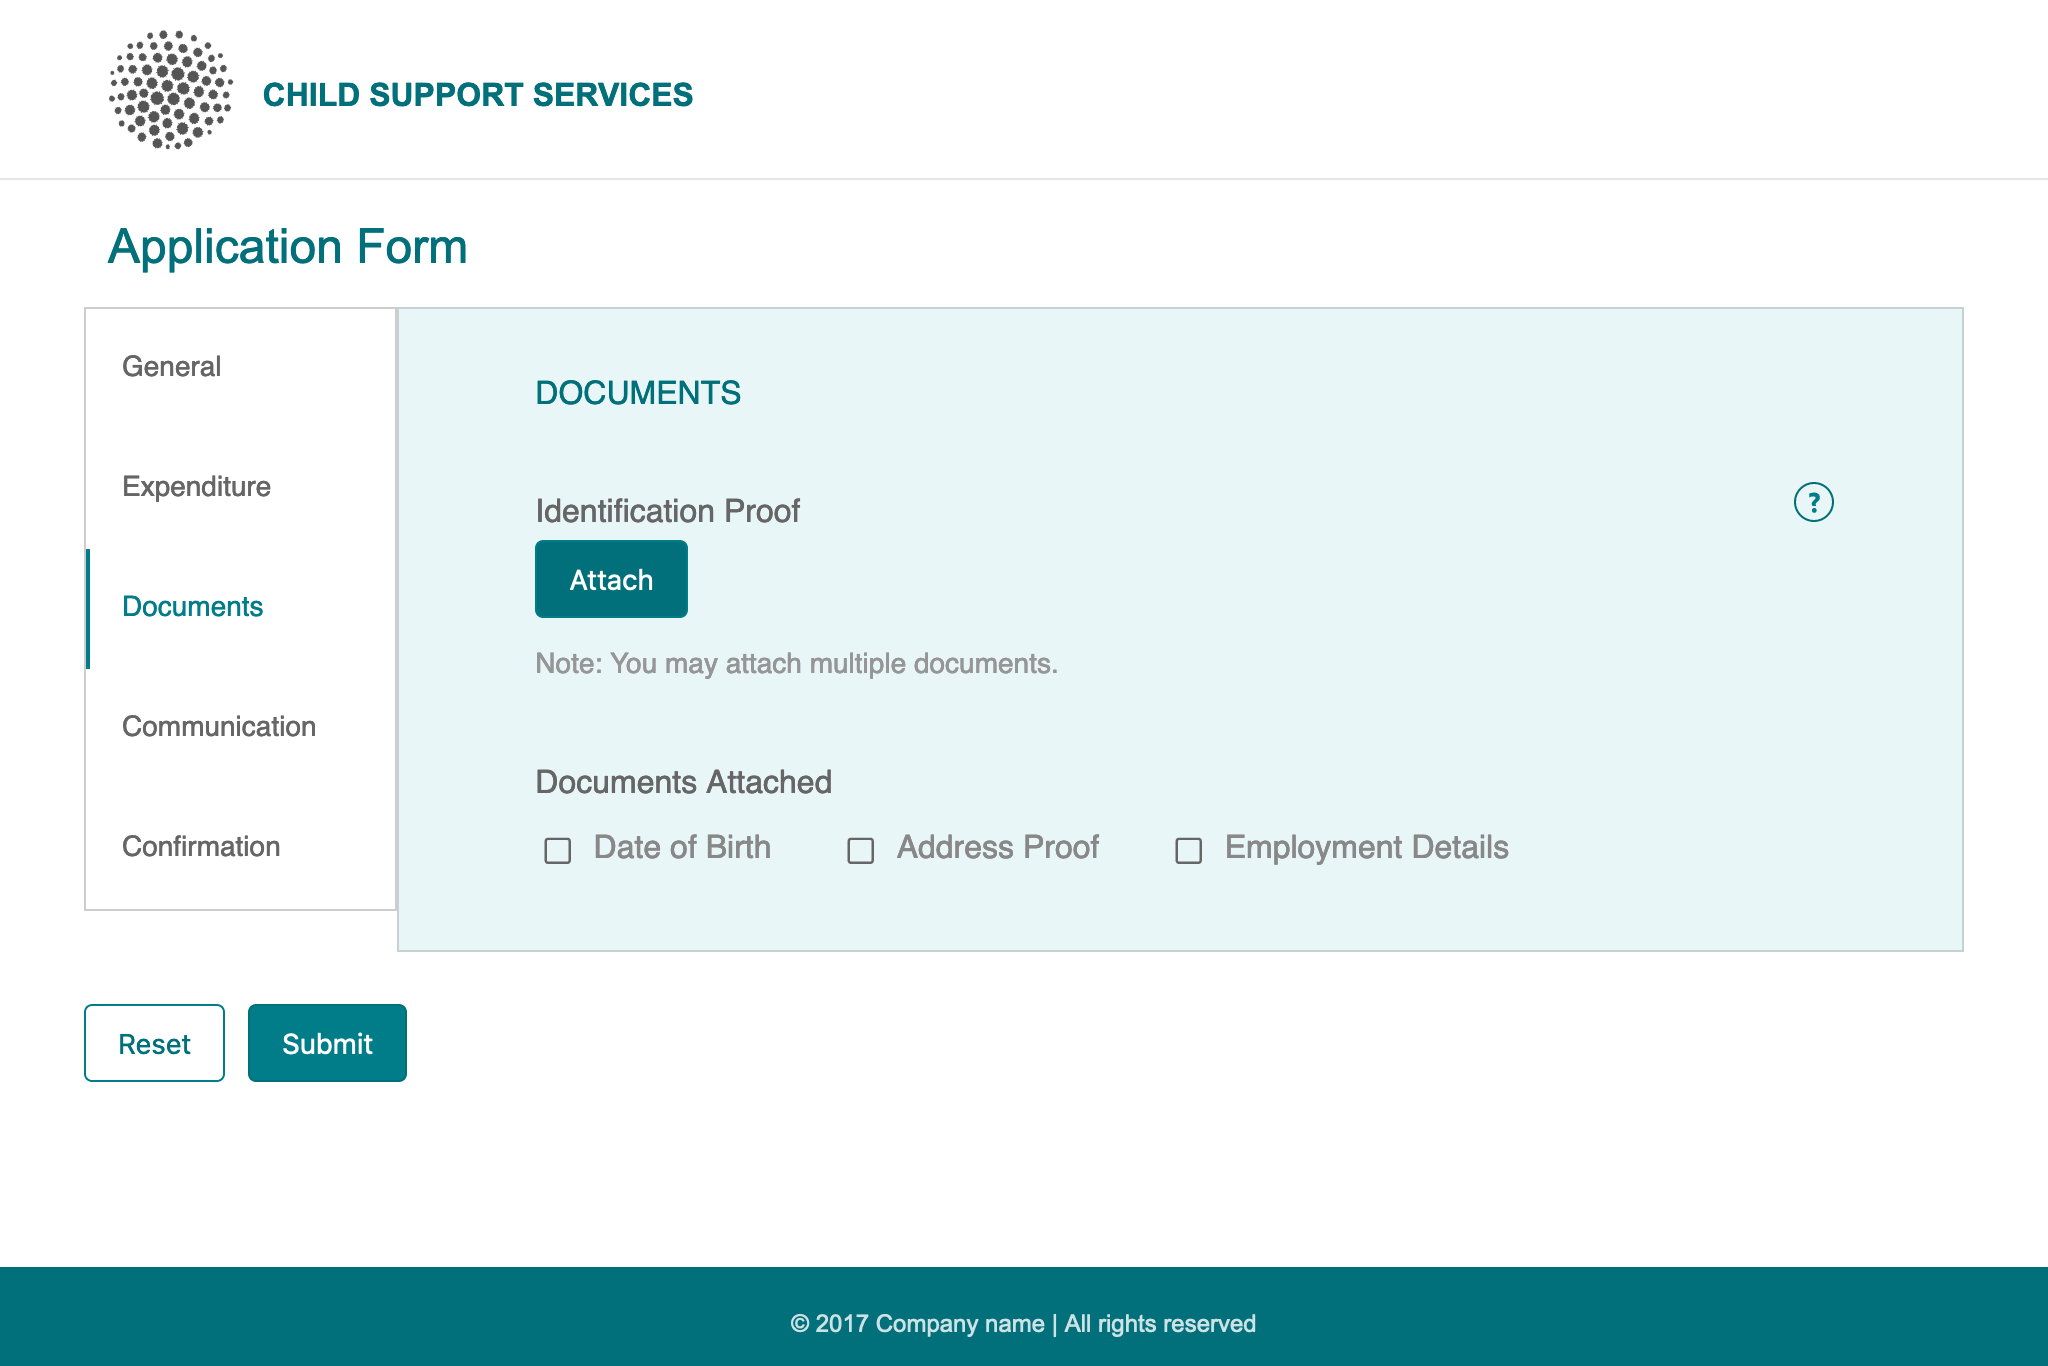 CHILD SUPPORT SERVICES
Application Form
General
Expenditure
Documents
Communication
Confirmation
DOCUMENTS
Identification Proof
?
Attach
Note: You may attach multiple documents.
Documents Attached
Date of Birth
Address Proof
Employment Details
Reset
Submit
© 2017 Company name | All rights reserved